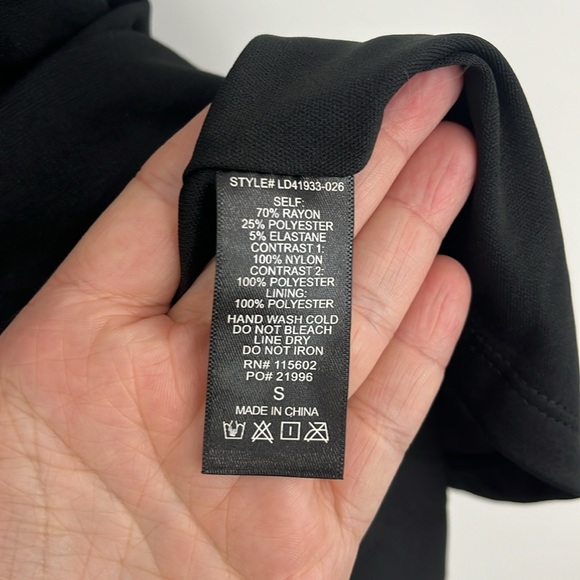 STYLE# LD41933-026
SELF:
70% RAYON
25% POLYESTER
5% ELASTANE
CONTRAST 1:
100% NYLON
CONTRAST 2:
100% POLYESTER
LINING:
100% POLYESTER
HAND WASH COLD
DO NOT BLEACH
LINE DRY
DO NOT IRON
RN# 115602
PO# 21996
S
MADE IN CHINA